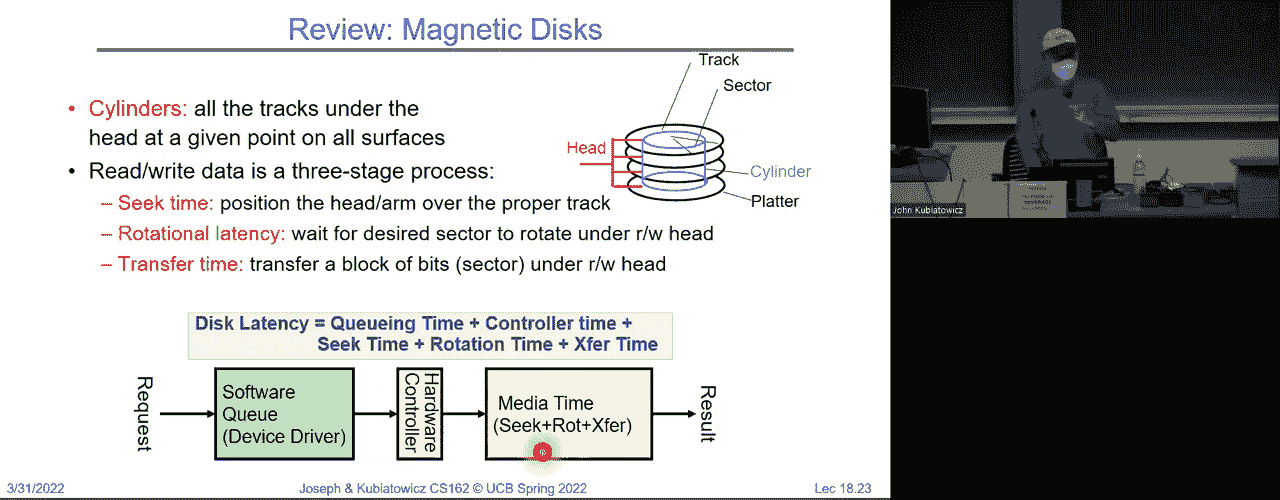 Review: Magnetic Disks
• Cylinders: all the tracks under the
head at a given point on all surfaces
• Read/write data is a three-stage process:
– Seek time: position the head/arm over the proper track
– Rotational latency: wait for desired sector to rotate under r/w head
– Transfer time: transfer a block of bits (sector) under r/w head
Track
Sector
Head
Cylinder
Platter
Disk Latency = Queueing Time + Controller time +
Seek Time + Rotation Time + Xfer Time
Request
Software
Queue
(Device Driver)
Hardware
Controller
Media Time
(Seek+Rot+Xfer)
Result
3/31/2022
Joseph & Kubiatowicz CS162 © UCB Spring 2022
Lec 18.23
John Kubiatowicz